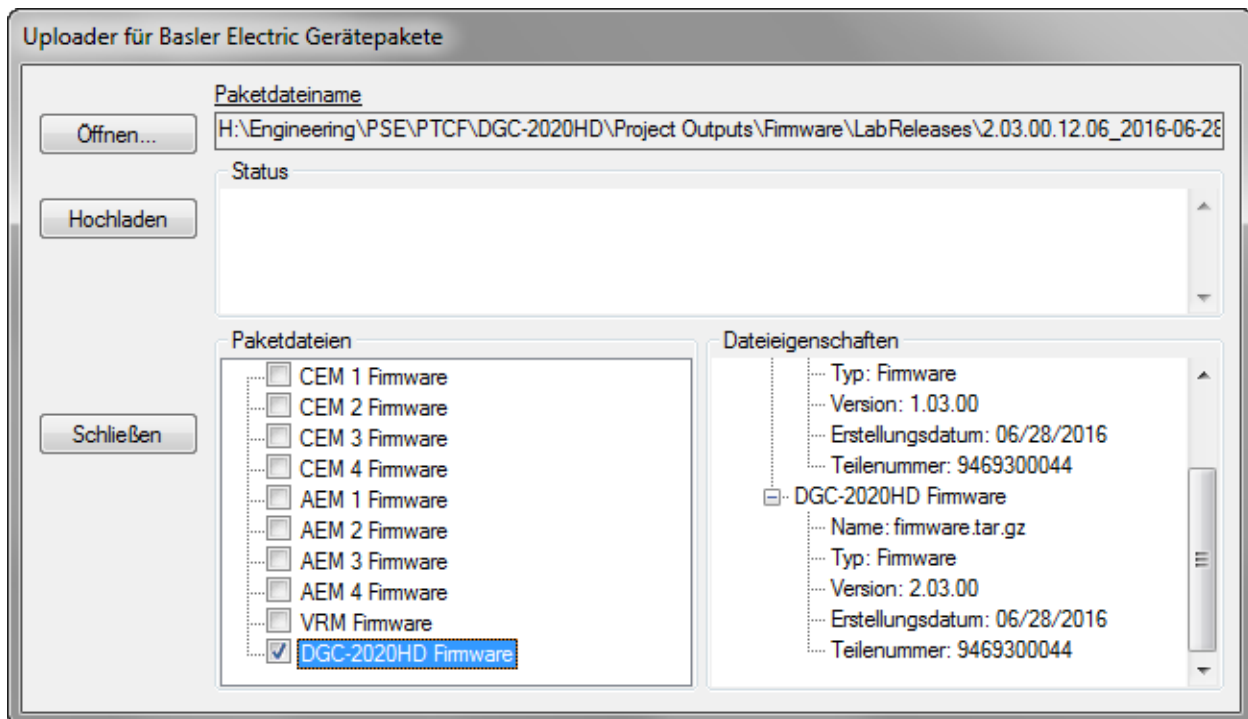 Uploader für Basler Electric Gerätepakete
Paketdateiname
Öffnen...
H:\Engineering\PSE\PTCF\DGC-2020HD\Project Outputs\Firmware\LabReleases\2.03.00.12.06_2016-06-28
Status
Hochladen
Paketdateien
CEM 1 Firmware
CEM 2 Firmware
CEM 3 Firmware
CEM 4 Firmware
AEM 1 Firmware
AEM 2 Firmware
AEM 3 Firmware
AEM 4 Firmware
VRM Firmware
DGC-2020HD Firmware
Dateieigenschaften
Typ: Firmware
Version: 1.03.00
Erstellungsdatum: 06/28/2016
Teilenummer: 9469300044
DGC-2020HD Firmware
Name: firmware.tar.gz
Typ: Firmware
Version: 2.03.00
Erstellungsdatum: 06/28/2016
Teilenummer: 9469300044
Schließen